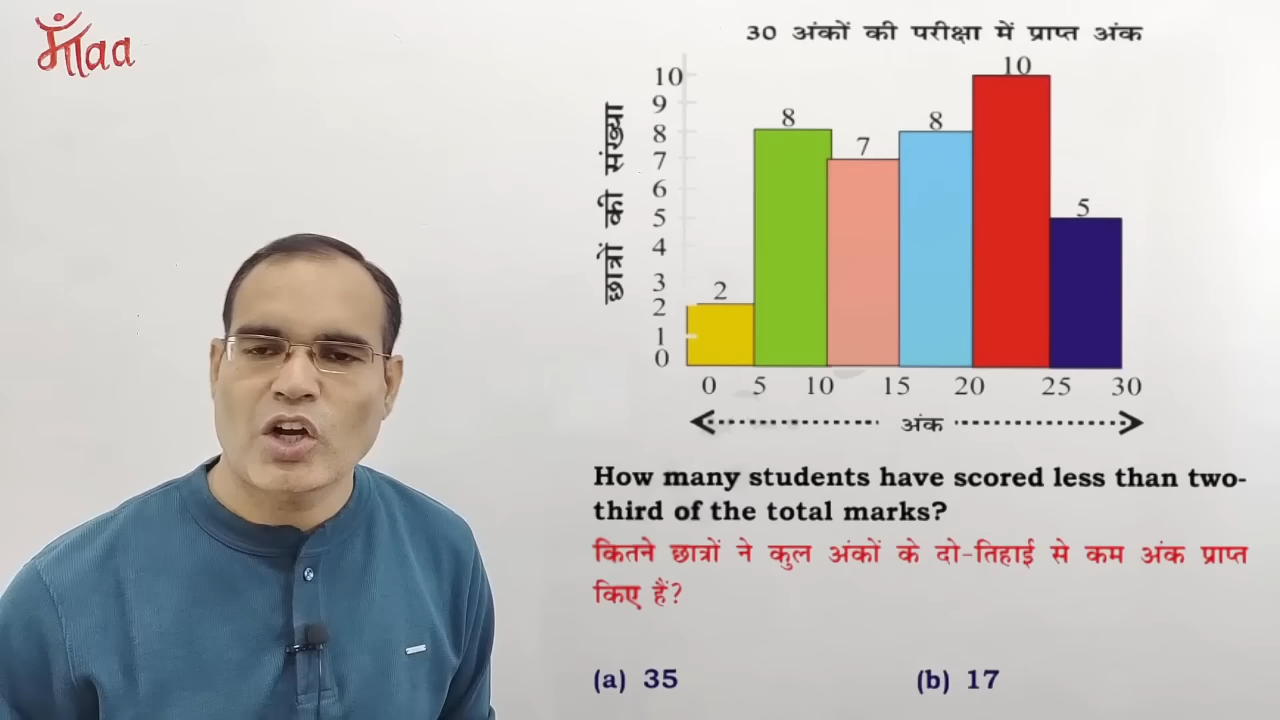 माँaa
30 अंकों की परीक्षा में प्राप्त अंक
छात्रों की संख्या
10
9
8
7
6
5
4
3
2
1
0
2
8
7
8
10
5
0 5 10 15 20 25 30
अंक
How many students have scored less than two-
third of the total marks?
कितने छात्रों ने कुल अंकों के दो-तिहाई से कम अंक प्राप्त
किए हैं?
(a) 35 (b) 17